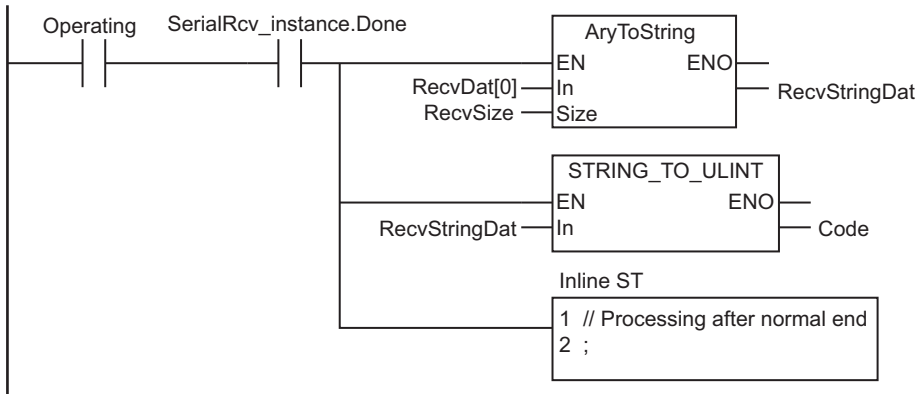 Operating SerialRcv_instance.Done
AryToString
EN ENO
RecvDat[0] In RecvStringDat
RecvSize Size
STRING_TO_ULINT
EN ENO
RecvStringDat In Code
Inline ST
1 // Processing after normal end
2 ;